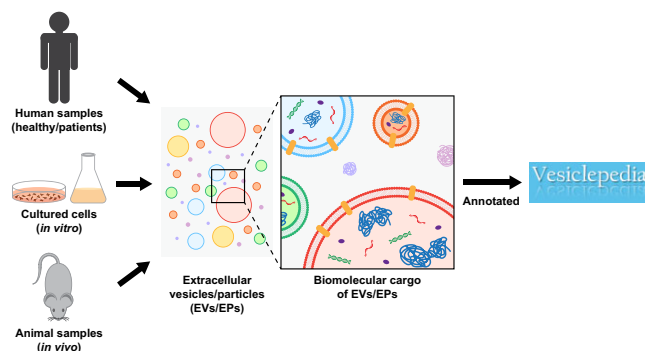 Human samples
(healthy/patients)
Cultured cells
(in vitro)
Animal samples
(in vivo)
Extracellular
vesicles/particles
(EVs/EPs)
Biomolecular cargo
of EVs/EPs
Annotated
Vesiclepedia